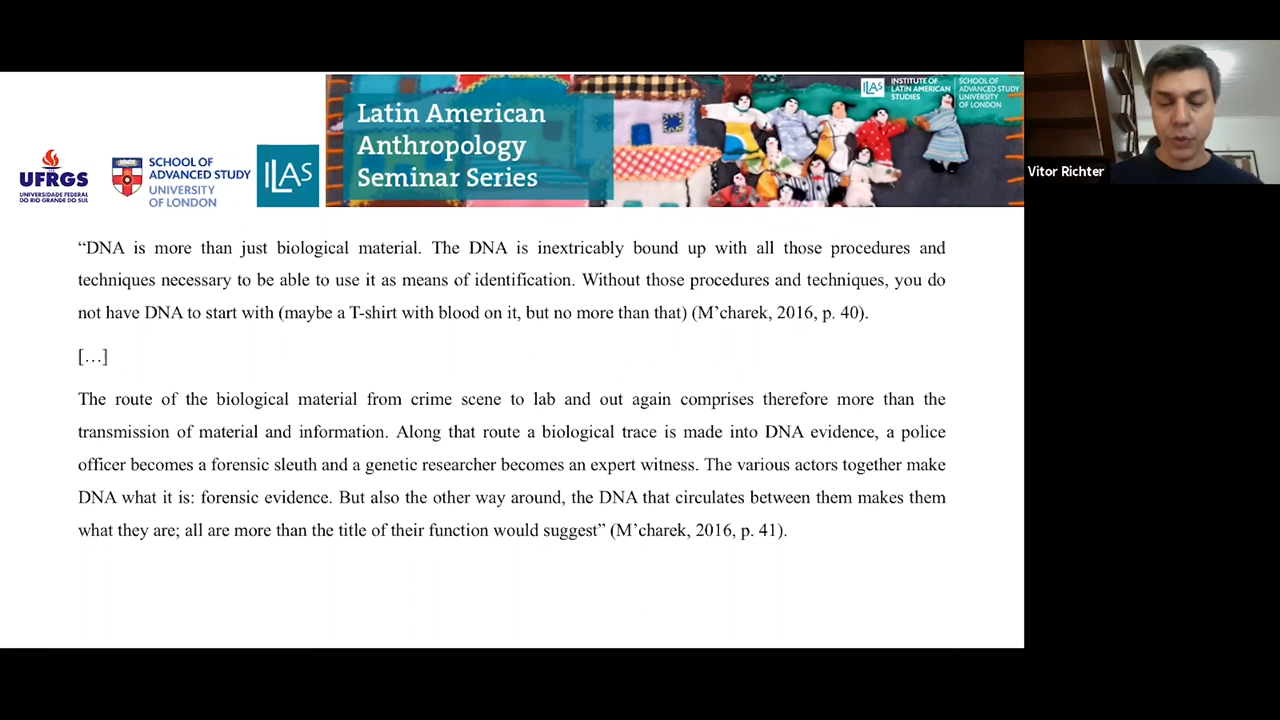 INSTITUTE OF
LATIN AMERICAN
STUDIES
SCHOOL OF
ADVANCED STUDY
UNIVERSITY
OF LONDON
ILAS
Latin American
Anthropology
Seminar Series
UFRGS
UNIVERSIDADE FEDERAL
DO RIO GRANDE DO SUL
SCHOOL OF
ADVANCED STUDY
UNIVERSITY
OF LONDON
ILAS
Vitor Richter
“DNA is more than just biological material. The DNA is inextricably bound up with all those procedures and
techniques necessary to be able to use it as means of identification. Without those procedures and techniques, you do
not have DNA to start with (maybe a T-shirt with blood on it, but no more than that) (M’charek, 2016, p. 40).
[…]
The route of the biological material from crime scene to lab and out again comprises therefore more than the
transmission of material and information. Along that route a biological trace is made into DNA evidence, a police
officer becomes a forensic sleuth and a genetic researcher becomes an expert witness. The various actors together make
DNA what it is: forensic evidence. But also the other way around, the DNA that circulates between them makes them
what they are; all are more than the title of their function would suggest” (M’charek, 2016, p. 41).